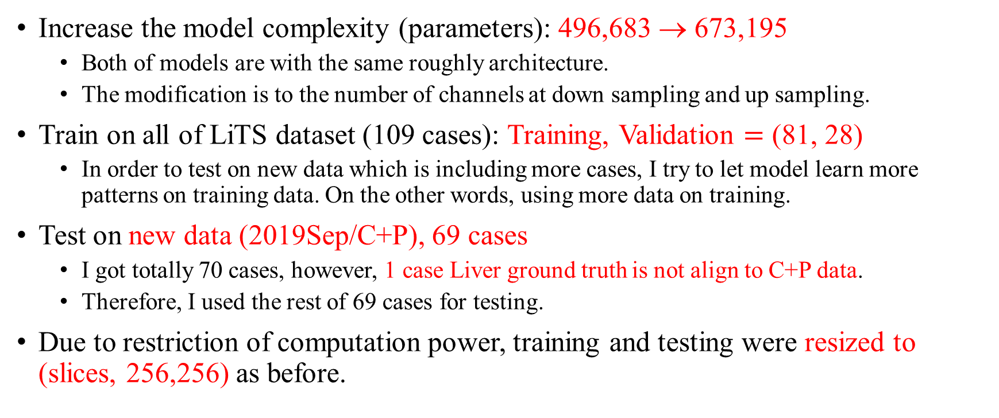 • Increase the model complexity (parameters): 496,683 → 673,195
• Both of models are with the same roughly architecture.
• The modification is to the number of channels at down sampling and up sampling.
• Train on all of LiTS dataset (109 cases): Training, Validation = (81, 28)
• In order to test on new data which is including more cases, I try to let model learn more
patterns on training data. On the other words, using more data on training.
• Test on new data (2019Sep/C+P), 69 cases
• I got totally 70 cases, however, 1 case Liver ground truth is not align to C+P data.
• Therefore, I used the rest of 69 cases for testing.
• Due to restriction of computation power, training and testing were resized to
(slices, 256,256) as before.